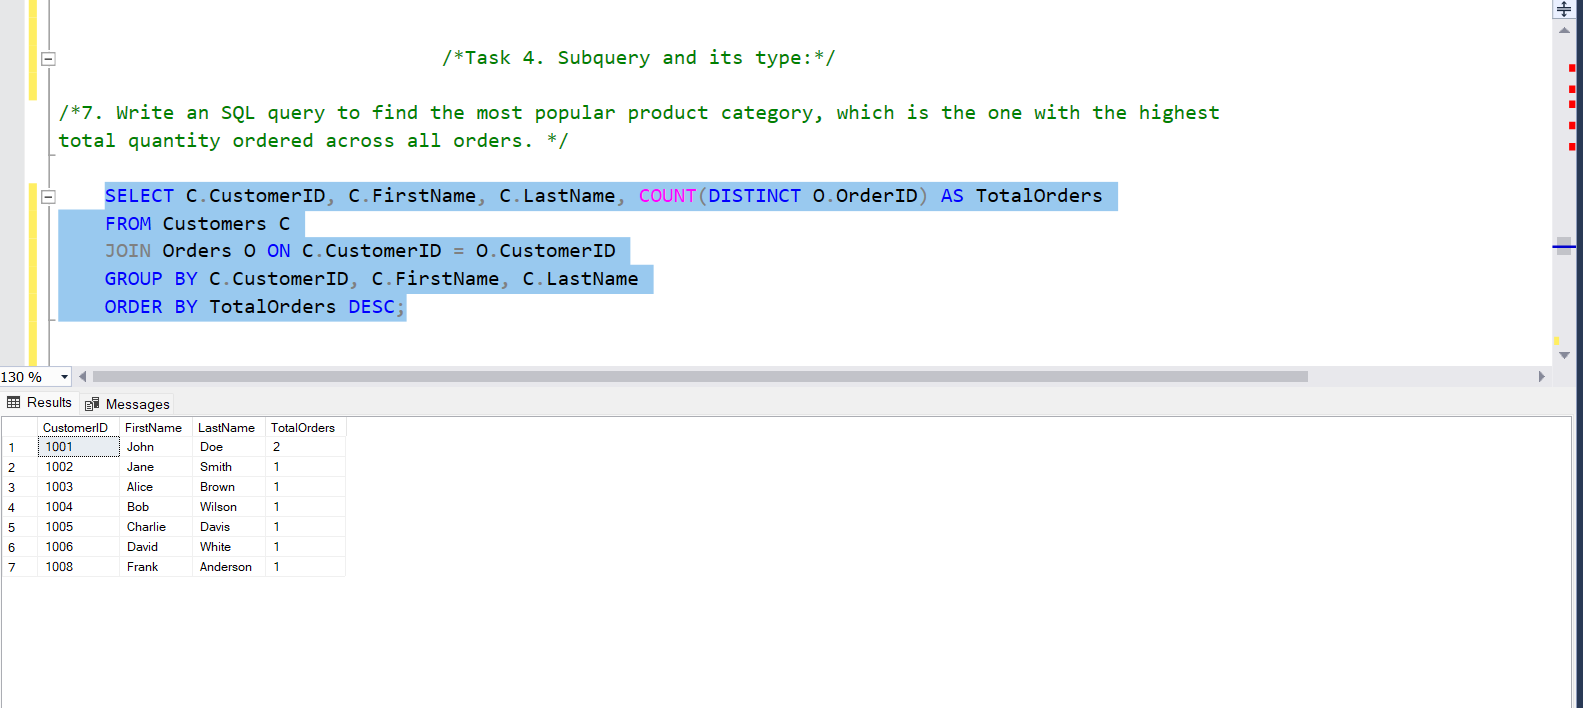 /*Task 4. Subquery and its type:*/
/*7. Write an SQL query to find the most popular product category, which is the one with the highest
total quantity ordered across all orders. */
SELECT C.CustomerID, C.FirstName, C.LastName, COUNT(DISTINCT O.OrderID) AS TotalOrders
FROM Customers C
JOIN Orders O ON C.CustomerID = O.CustomerID
GROUP BY C.CustomerID, C.FirstName, C.LastName
ORDER BY TotalOrders DESC;
130 %
Results Messages
CustomerID FirstName LastName TotalOrders
1 1001 John Doe 2
2 1002 Jane Smith 1
3 1003 Alice Brown 1
4 1004 Bob Wilson 1
5 1005 Charlie Davis 1
6 1006 David White 1
7 1008 Frank Anderson 1